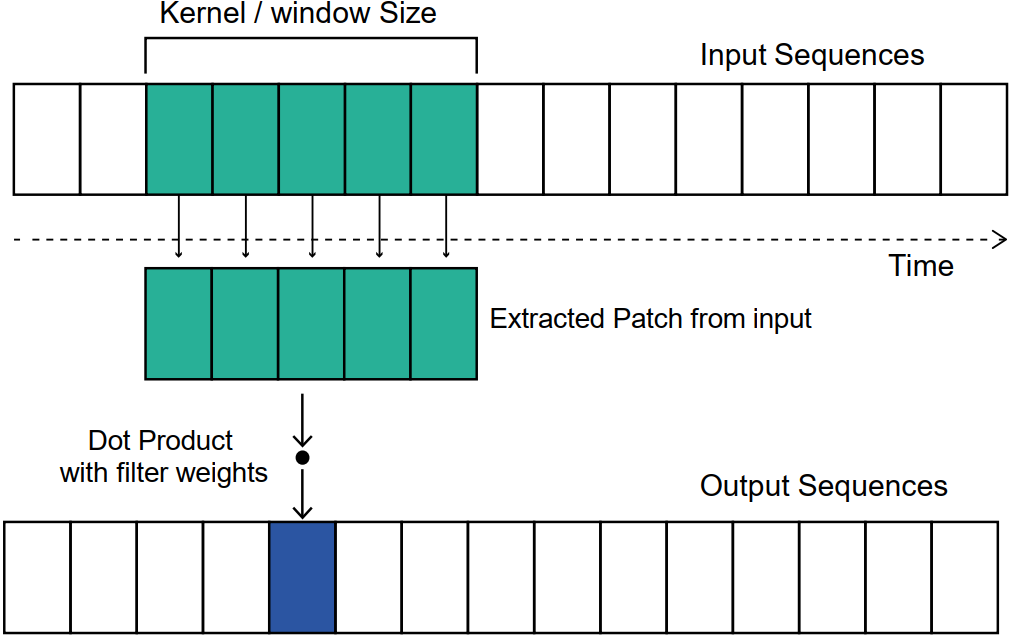 Kernel / window Size
Input Sequences
Time
Extracted Patch from input
Dot Product
with filter weights
Output Sequences